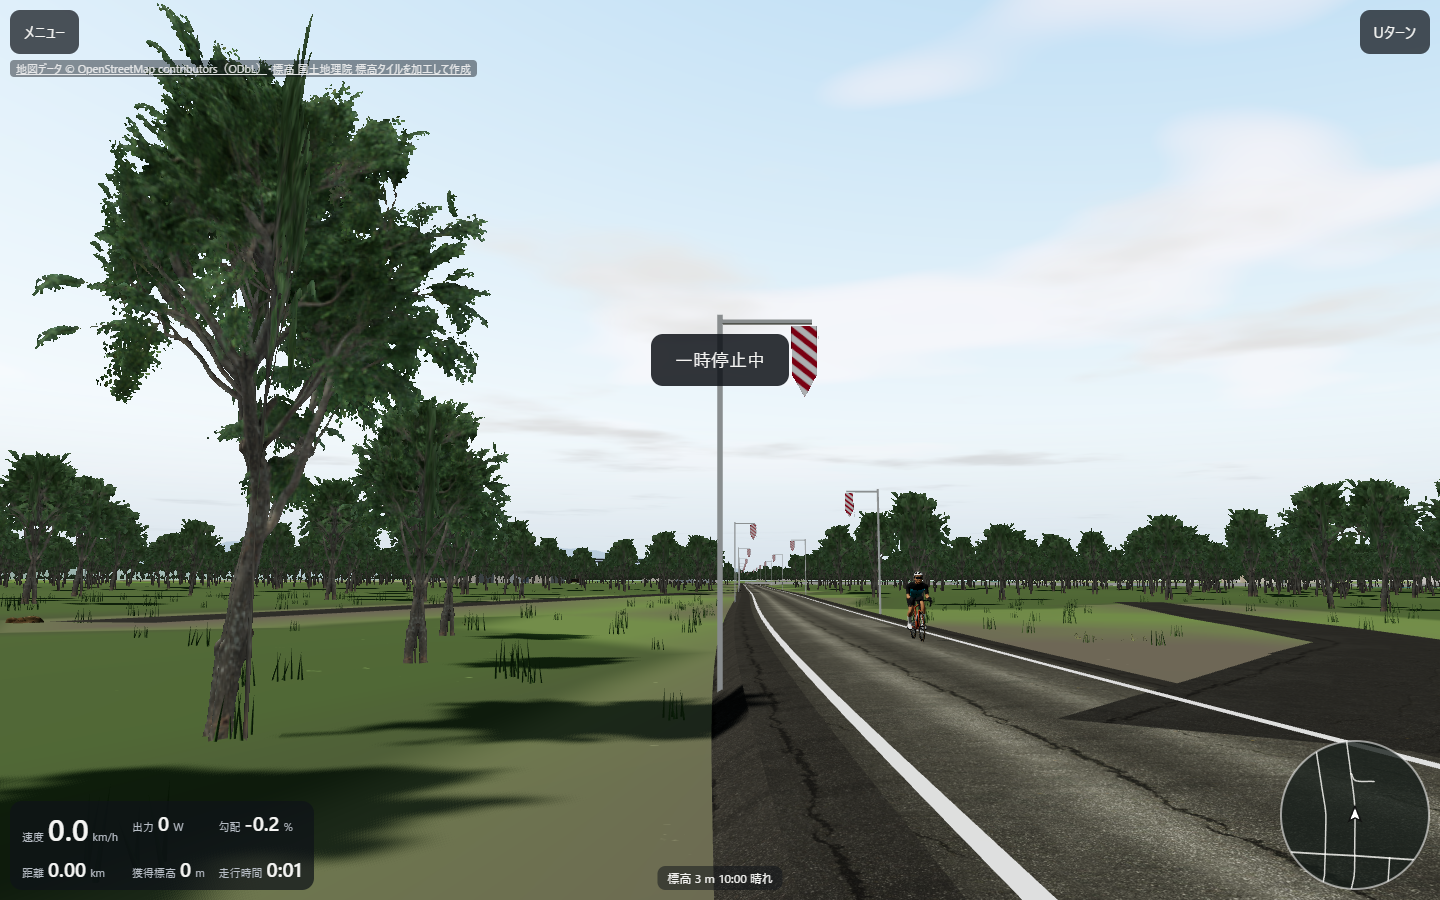 メニュー
Uターン
地図データ © OpenStreetMap contributors（ODbL） · 標高 国土地理院 標高タイルを加工して作成
一時停止中
速度 0.0 km/h 出力 0 W 勾配 -0.2 %
距離 0.00 km 獲得標高 0 m 走行時間 0:01
標高 3 m 10:00 晴れ